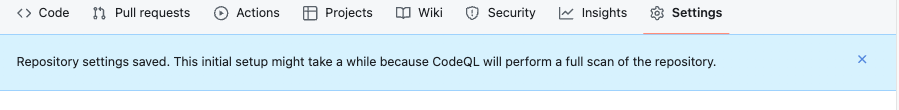 Code Pull requests Actions Projects Wiki Security Insights Settings
Repository settings saved. This initial setup might take a while because CodeQL will perform a full scan of the repository.